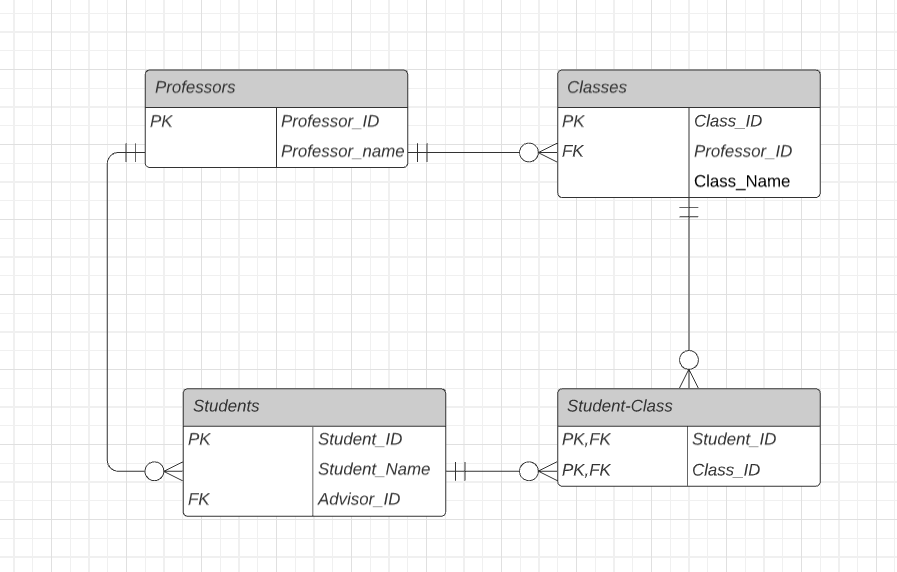 Professors
PK Professor_ID
Professor_name
Classes
PK Class_ID
FK Professor_ID
Class_Name
Students
PK Student_ID
Student_Name
FK Advisor_ID
Student-Class
PK,FK Student_ID
PK,FK Class_ID